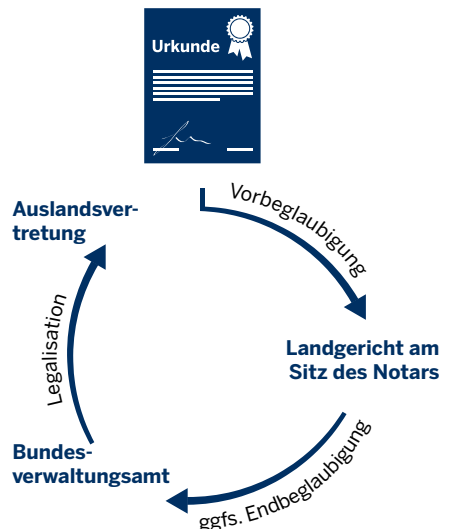 Urkunde
Vorbeglaubigung
Auslandsver-
tretung
Landgericht am
Sitz des Notars
Legalisation
Bundes-
verwaltungsamt
ggfs. Endbeglaubigung